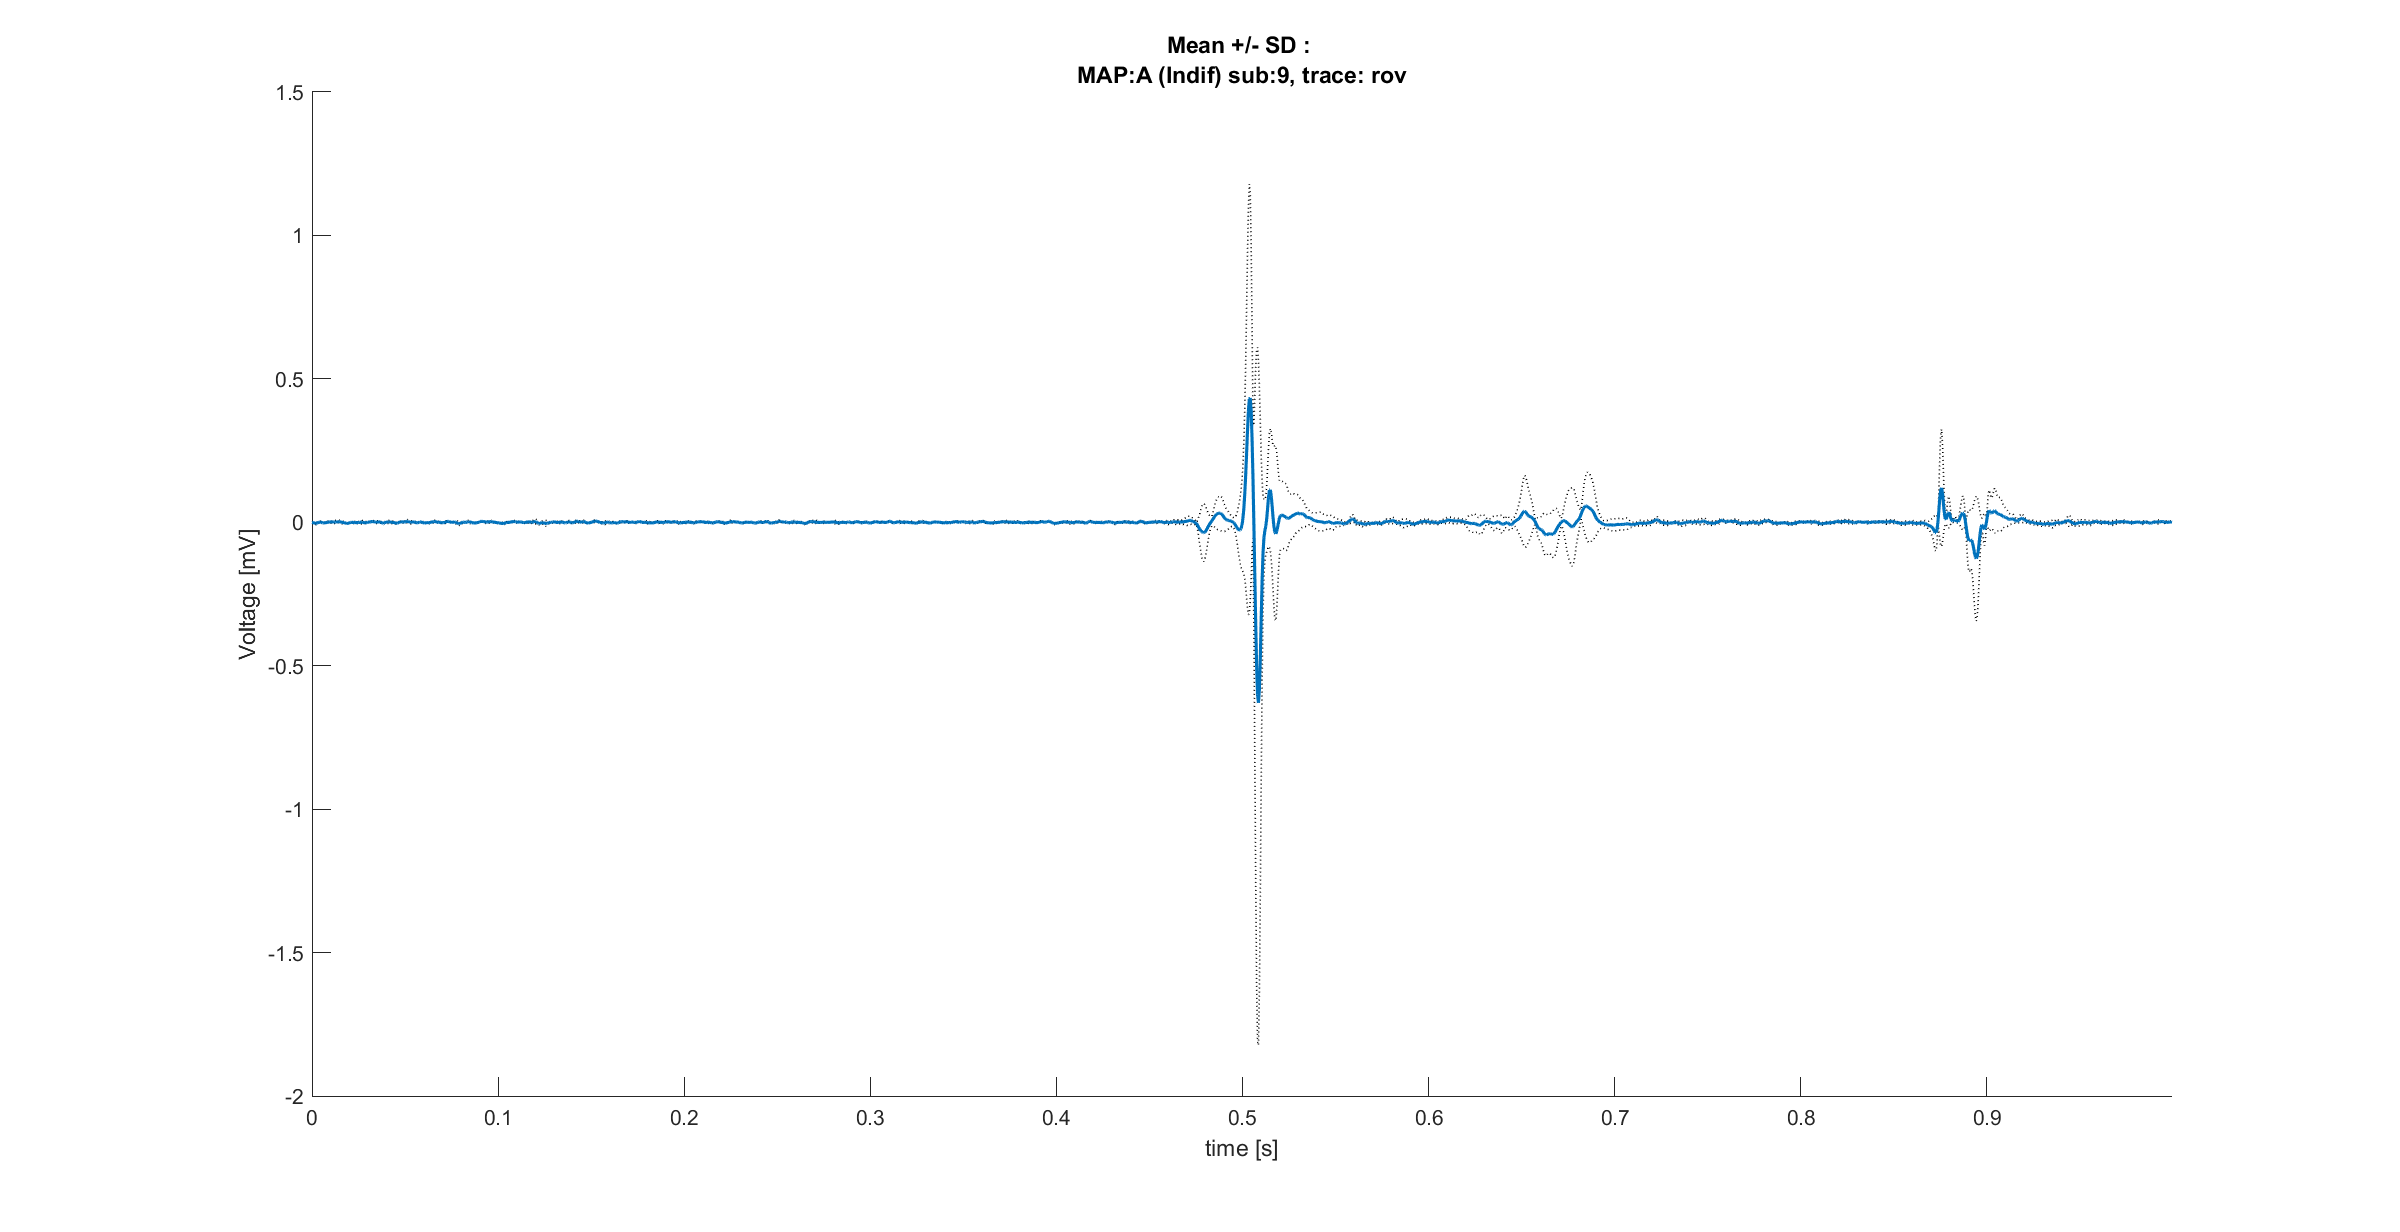 Mean +/- SD :
MAP:A (Indif) sub:9, trace: rov
1.5
1
0.5
0
-0.5
-1
-1.5
-2
Voltage [mV]
0 0.1 0.2 0.3 0.4 0.5 0.6 0.7 0.8 0.9
time [s]